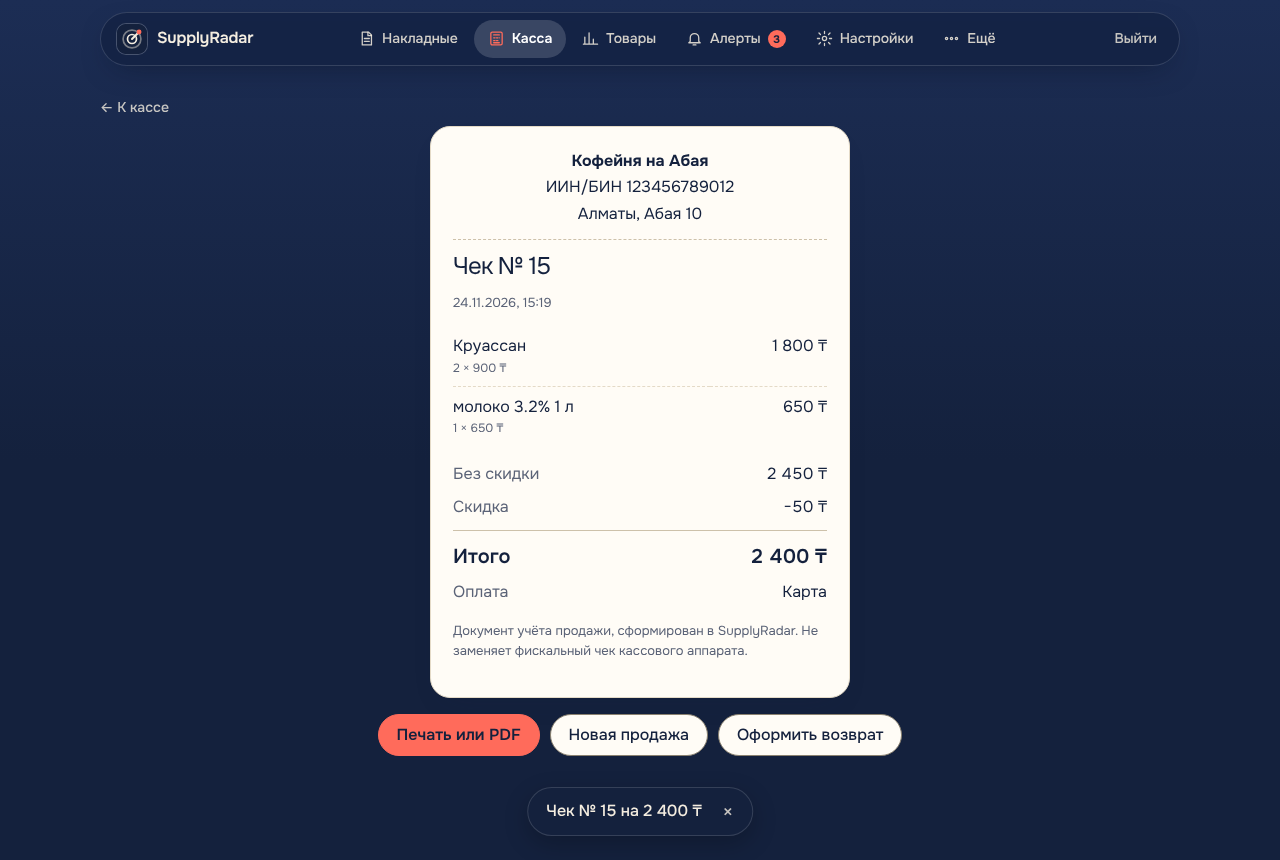 SupplyRadar
Накладные
Касса
Товары
Алерты 3
Настройки
Ещё
Выйти
← К кассе
Кофейня на Абая
ИИН/БИН 123456789012
Алматы, Абая 10
Чек № 15
24.11.2026, 15:19
Круассан 1 800 ₸
2 × 900 ₸
молоко 3.2% 1 л 650 ₸
1 × 650 ₸
Без скидки 2 450 ₸
Скидка −50 ₸
Итого 2 400 ₸
Оплата Карта
Документ учёта продажи, сформирован в SupplyRadar. Не
заменяет фискальный чек кассового аппарата.
Печать или PDF
Новая продажа
Оформить возврат
Чек № 15 на 2 400 ₸ ×